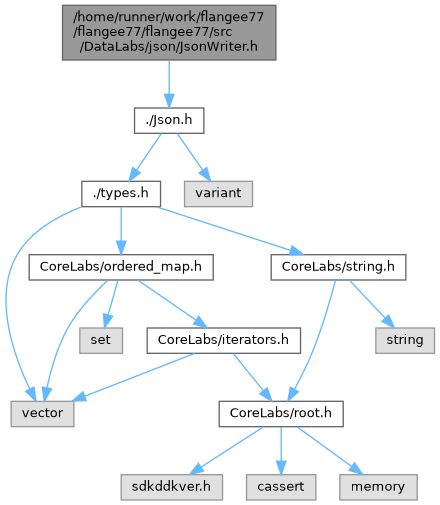 /home/runner/work/flangee77
/flangee77/flangee77/src
/DataLabs/json/JsonWriter.h
./Json.h
./types.h
variant
CoreLabs/ordered_map.h
CoreLabs/string.h
set
CoreLabs/iterators.h
string
vector
CoreLabs/root.h
sdkddkver.h
cassert
memory